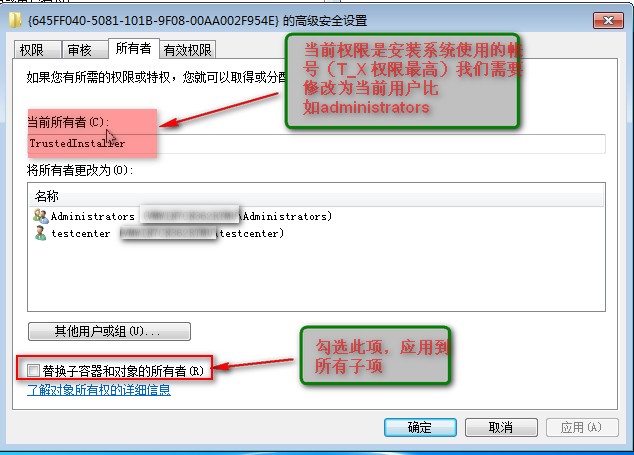 {645FF040-5081-101B-9F08-00AA002F954E} 的高级安全设置
权限 审核 所有者 有效权限
如果您有所需的权限或特权，您就可以取得或分配
当前权限是安装系统使用的帐
号（T_X 权限最高）我们需要
修改为当前用户比
如administrators
当前所有者(C):
TrustedInstaller
将所有者更改为(O):
名称
Administrators \Administrators)
testcenter testcenter)
其他用户或组(U)...
勾选此项，应用到
所有子项
替换子容器和对象的所有者(R)
了解对象所有权的详细信息
确定 取消 应用(A)